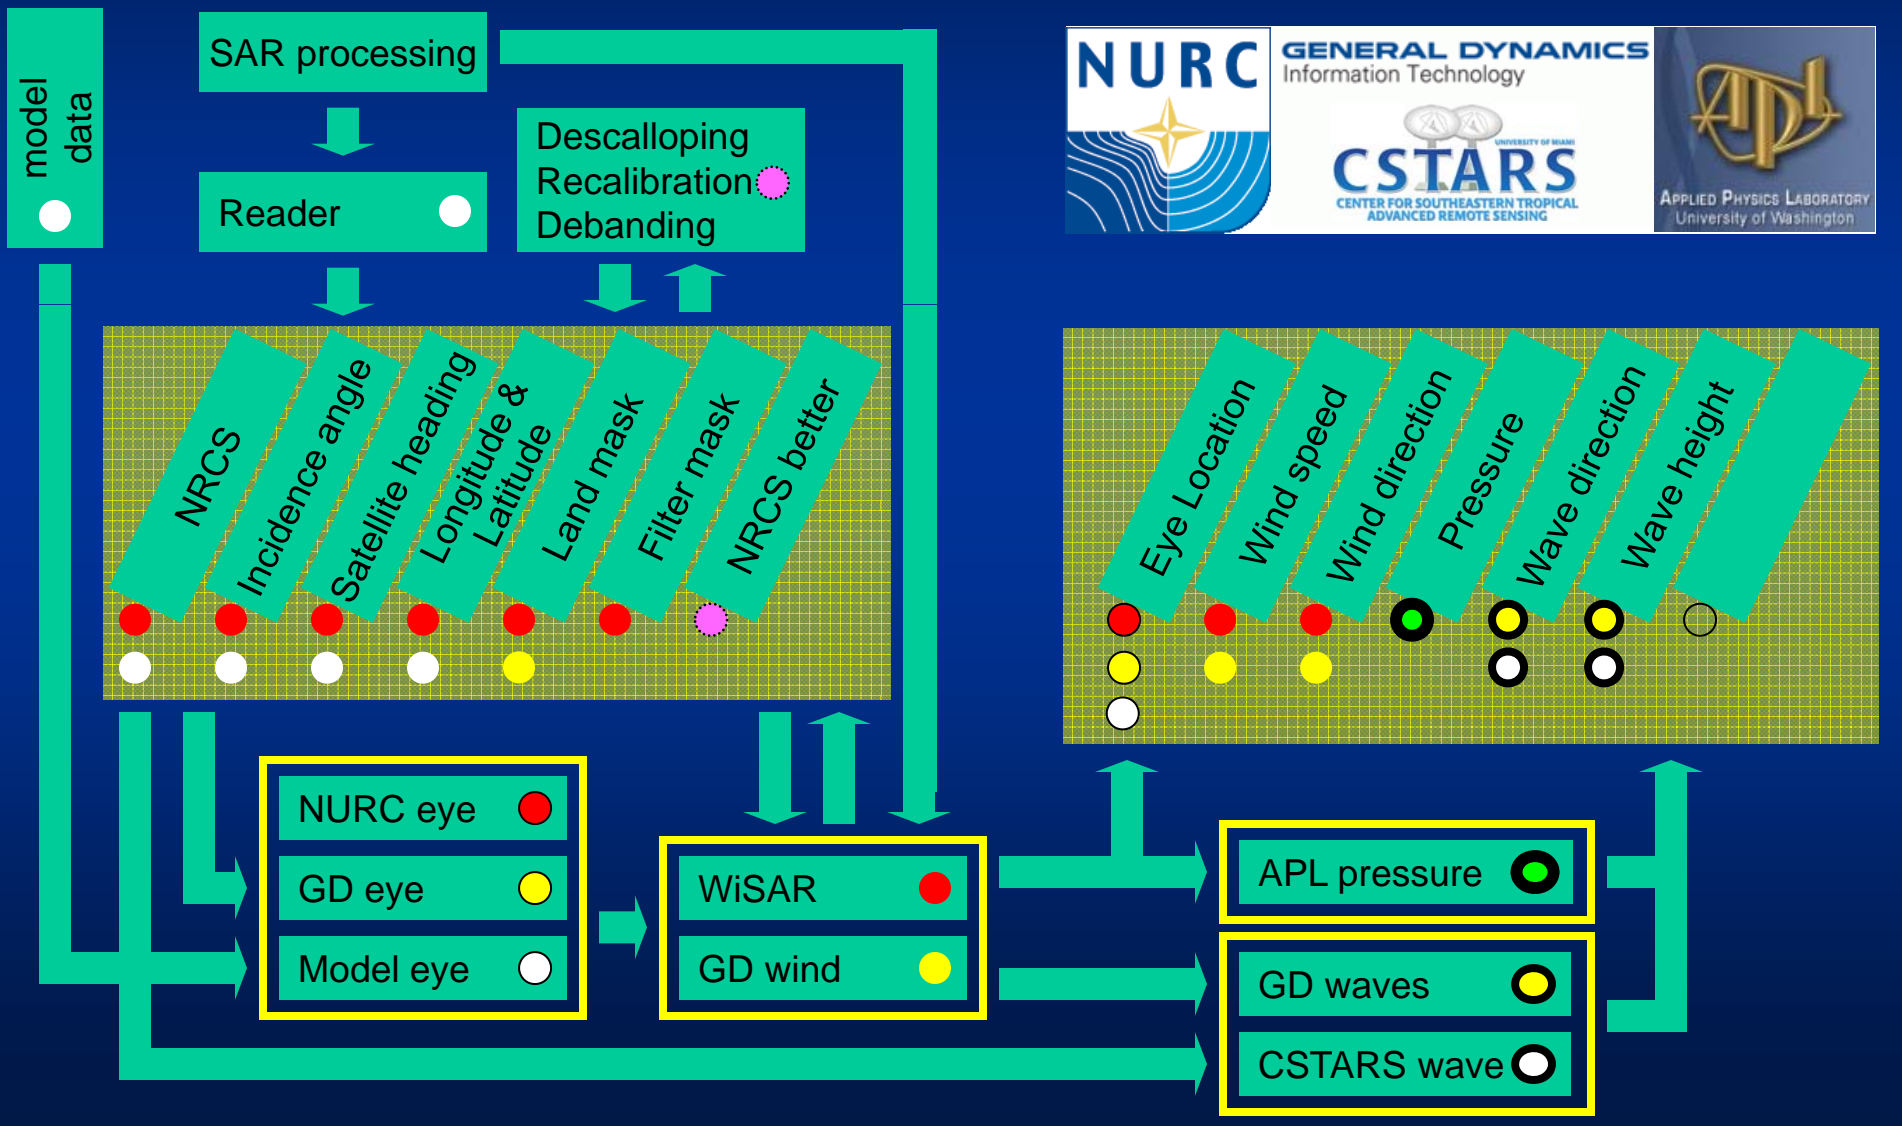 model
data
SAR processing
Reader
Descalloping
Recalibration
Debanding
NURC
GENERAL DYNAMICS
Information Technology
UNIVERSITY OF MIAMI
CSTARS
CENTER FOR SOUTHEASTERN TROPICAL
ADVANCED REMOTE SENSING
APL
APPLIED PHYSICS LABORATORY
University of Washington
NRCS
Incidence angle
Satellite heading
Longitude &
Latitude
Land mask
Filter mask
NRCS better
Eye Location
Wind speed
Wind direction
Pressure
Wave direction
Wave height
NURC eye
GD eye
Model eye
WiSAR
GD wind
APL pressure
GD waves
CSTARS wave